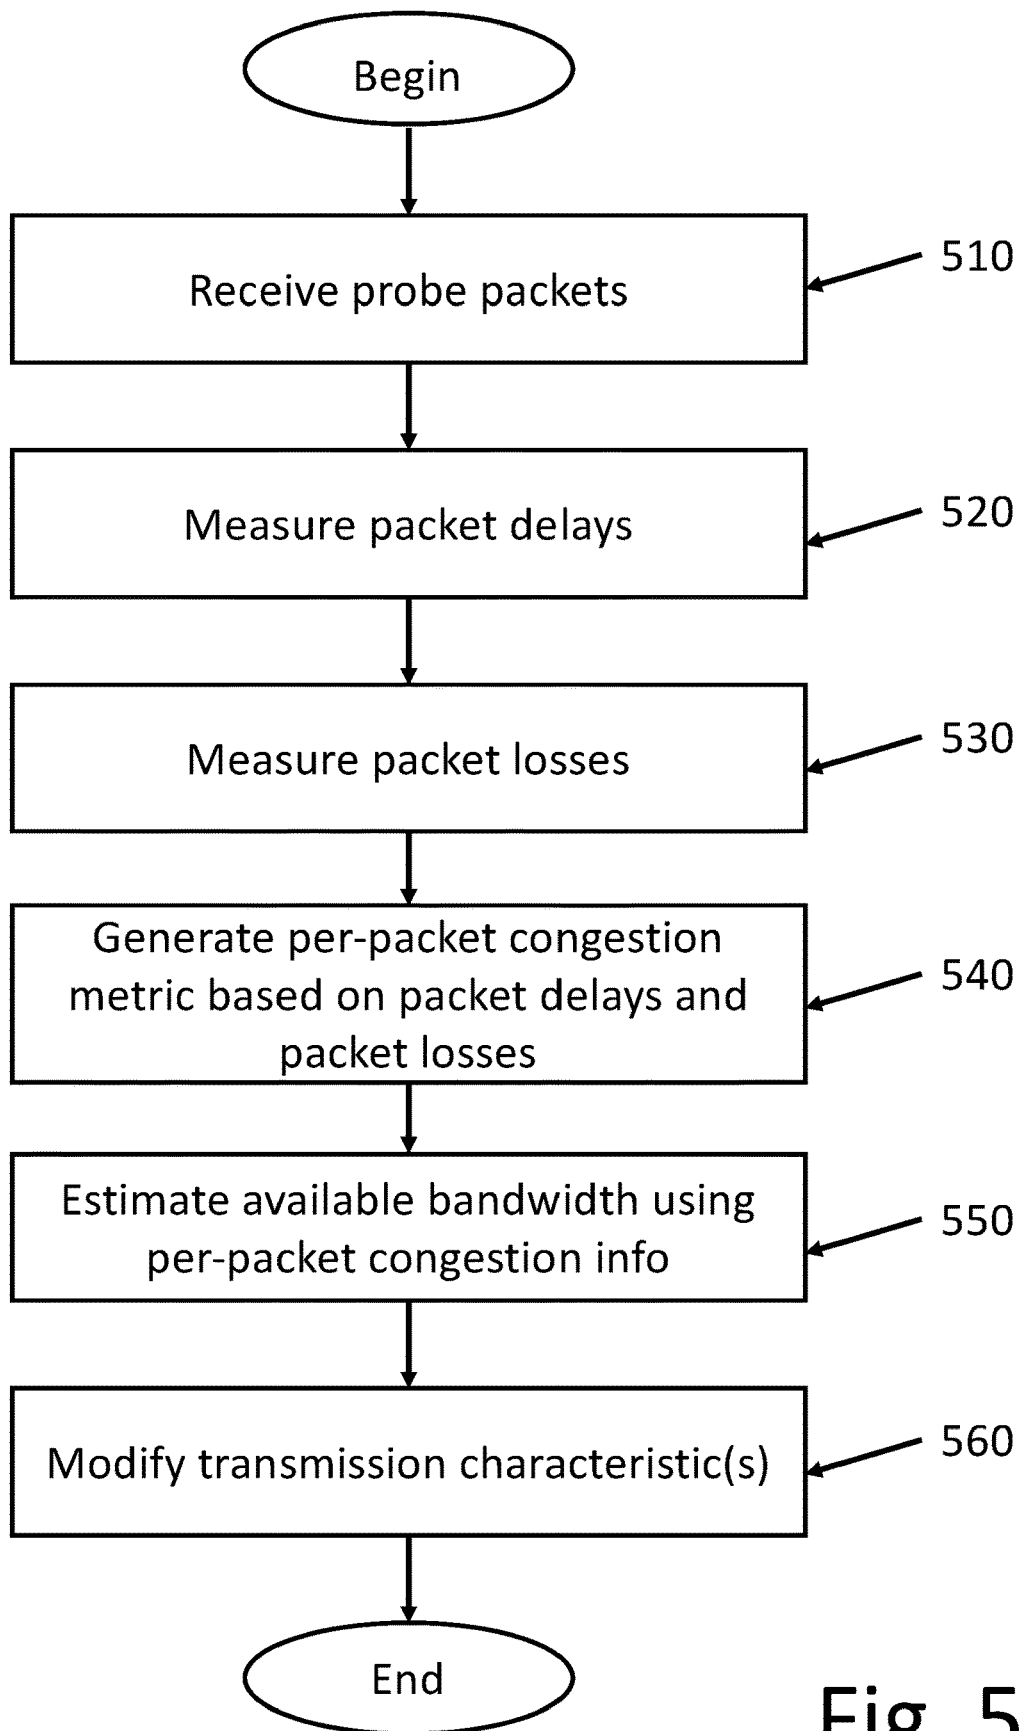 Begin
Receive probe packets
510
Measure packet delays
520
Measure packet losses
530
Generate per-packet congestion
metric based on packet delays and
packet losses
540
Estimate available bandwidth using
per-packet congestion info
550
Modify transmission characteristic(s)
560
End
Fig. 5